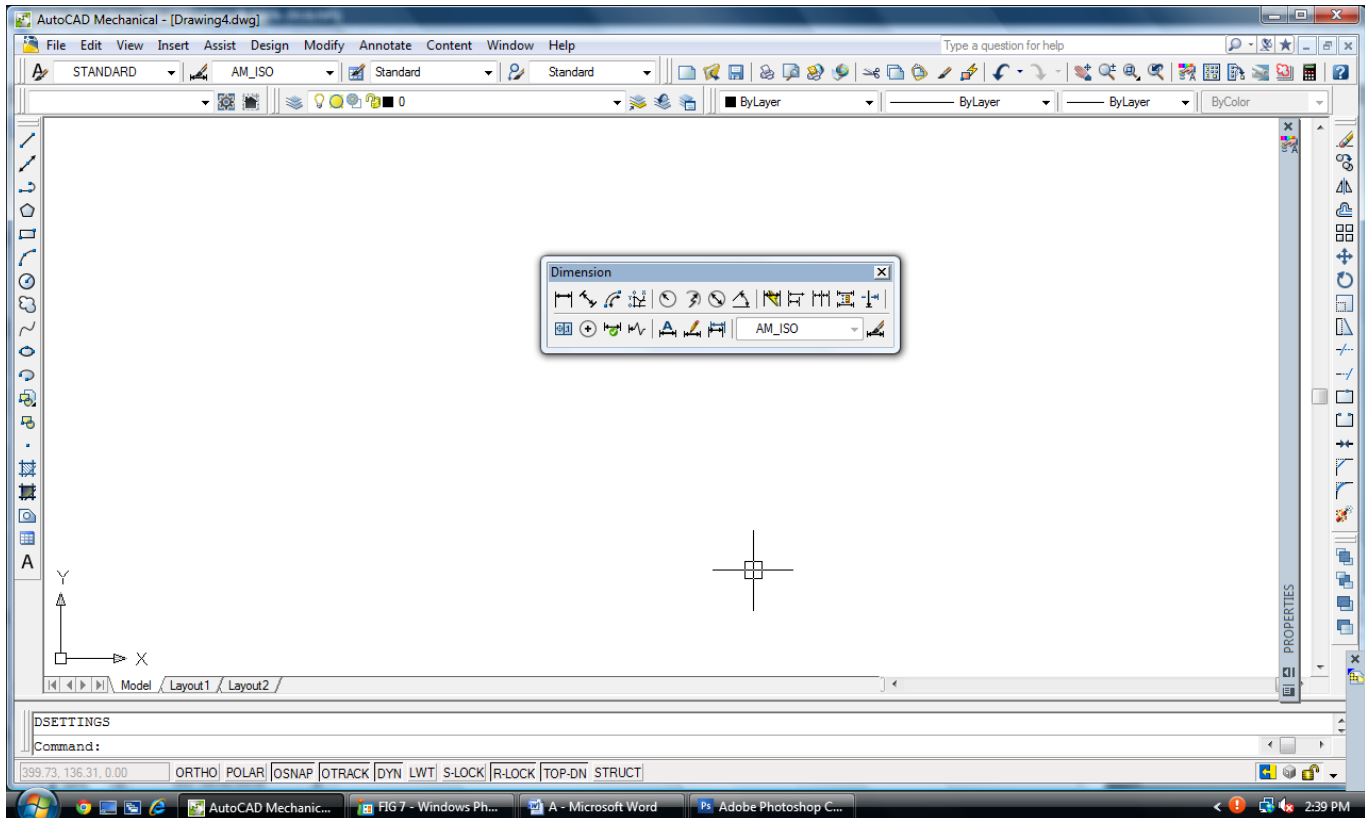 AutoCAD Mechanical - [Drawing4.dwg]
File Edit View Insert Assist Design Modify Annotate Content Window Help Type a question for help
STANDARD AM_ISO Standard Standard
0 ByLayer ByLayer ByLayer ByColor
Dimension
AM_ISO
A
Y
X
PROPERTIES
Model Layout1 Layout2
DSETTINGS
Command:
399.73, 136.31, 0.00 ORTHO POLAR OSNAP OTRACK DYN LWT S-LOCK R-LOCK TOP-DN STRUCT
AutoCAD Mechanic... FIG 7 - Windows Ph... A - Microsoft Word Ps Adobe Photoshop C... 2:39 PM